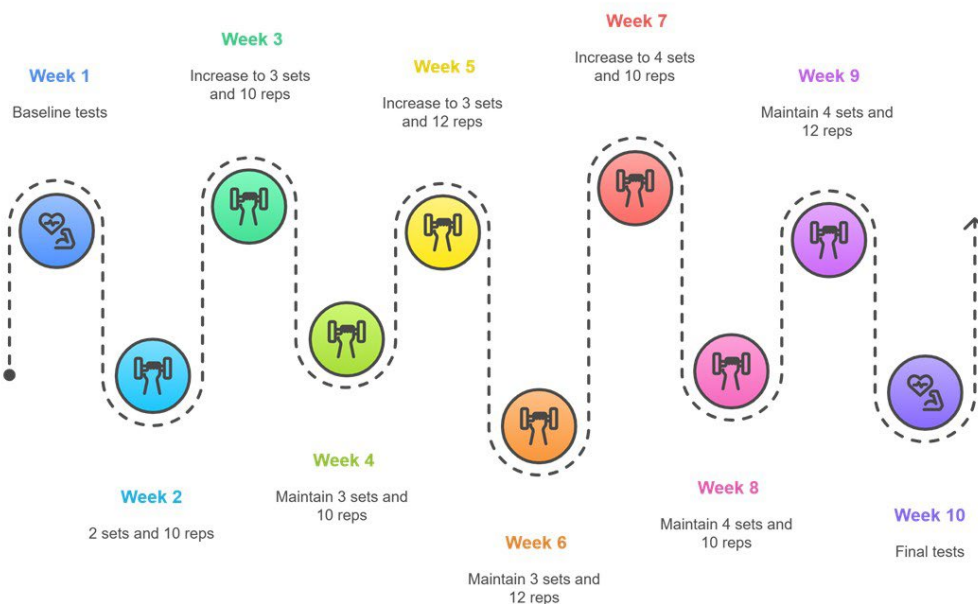 Week 1
Baseline tests
Week 2
2 sets and 10 reps
Week 3
Increase to 3 sets
and 10 reps
Week 4
Maintain 3 sets and
10 reps
Week 5
Increase to 3 sets
and 12 reps
Week 6
Maintain 3 sets and
12 reps
Week 7
Increase to 4 sets
and 10 reps
Week 8
Maintain 4 sets and
10 reps
Week 9
Maintain 4 sets and
12 reps
Week 10
Final tests